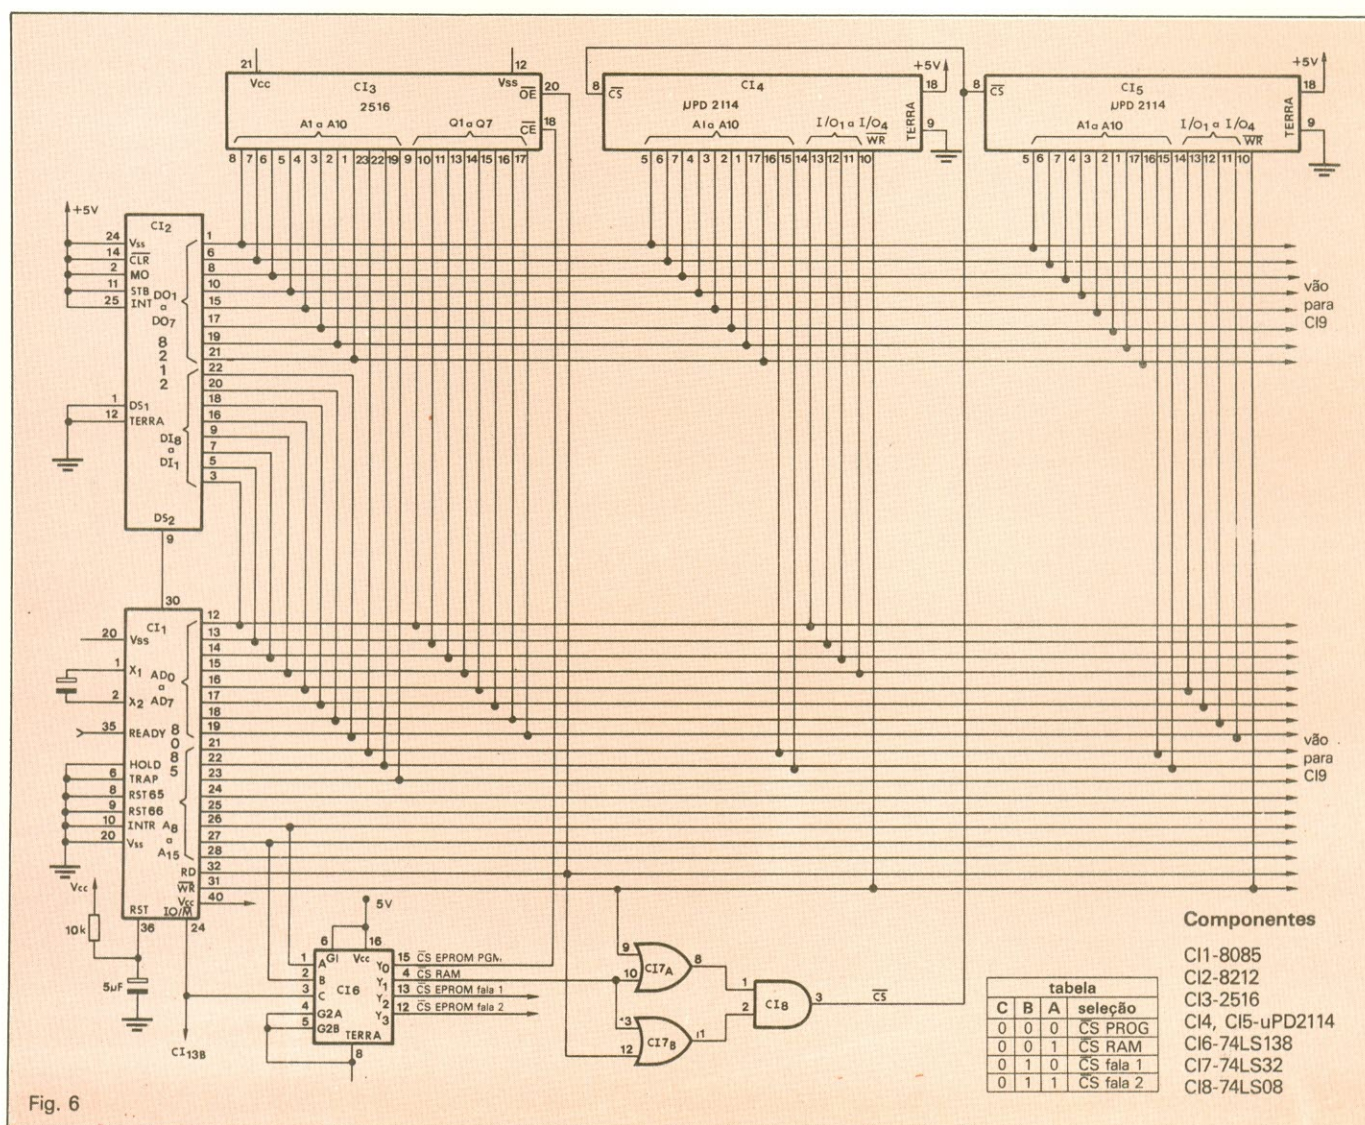 21
Vcc
12
Vss
CI3
2516
OE
20
CE
18
A1 a A10
Q1 a Q7
8 7 6 5 4 3 2 1 23 22 19 9 10 11 13 14 15 16 17
8
CS
CI4
µPD 2114
+5V
18
TERRA
9
A1 a A10
I/O1 a I/O4
WR
5 6 7 4 3 2 1 17 16 15 14 13 12 11 10
8
CS
CI5
µPD 2114
+5V
18
TERRA
9
A1 a A10
I/O1 a I/O4
WR
5 6 7 4 3 2 1 17 16 15 14 13 12 11 10
+5V
CI2
24 Vss
14 CLR
2 MO
11 STB
25 INT
DO1
a
DO7
8212
1
6
8
10
15
17
19
21
22
20
18
16
9
7
5
3
1 DS1
12 TERRA
DI8
a
DI1
DS2
9
vão
para
CI9
30
CI1
20 Vss
1 X1
2 X2
AD0
a
AD7
35 READY
8085
HOLD
6 TRAP
8 RST65
9 RST66
10 INTR
20 Vss
A8
a
A15
RD
WR
Vcc
RST
IO/M
12
13
14
15
16
17
18
19
21
22
23
24
25
26
27
28
32
31
40
36
24
vão
para
CI9
Vcc
10k
5µF
CI13B
5V
6
GI
16
Vcc
1 A
2 B
3 C
4 G2A
5 G2B
CI6
TERRA
8
Y0 15 CS EPROM PGM.
Y1 4 CS RAM
Y2 13 CS EPROM fala 1
Y3 12 CS EPROM fala 2
9
10
CI7A
8
13
12
CI7B
11
1
2
CI8
3
CS
tabela
C B A seleção
0 0 0 CS PROG
0 0 1 CS RAM
0 1 0 CS fala 1
0 1 1 CS fala 2
Componentes
CI1-8085
CI2-8212
CI3-2516
CI4, CI5-uPD2114
CI6-74LS138
CI7-74LS32
CI8-74LS08
Fig. 6